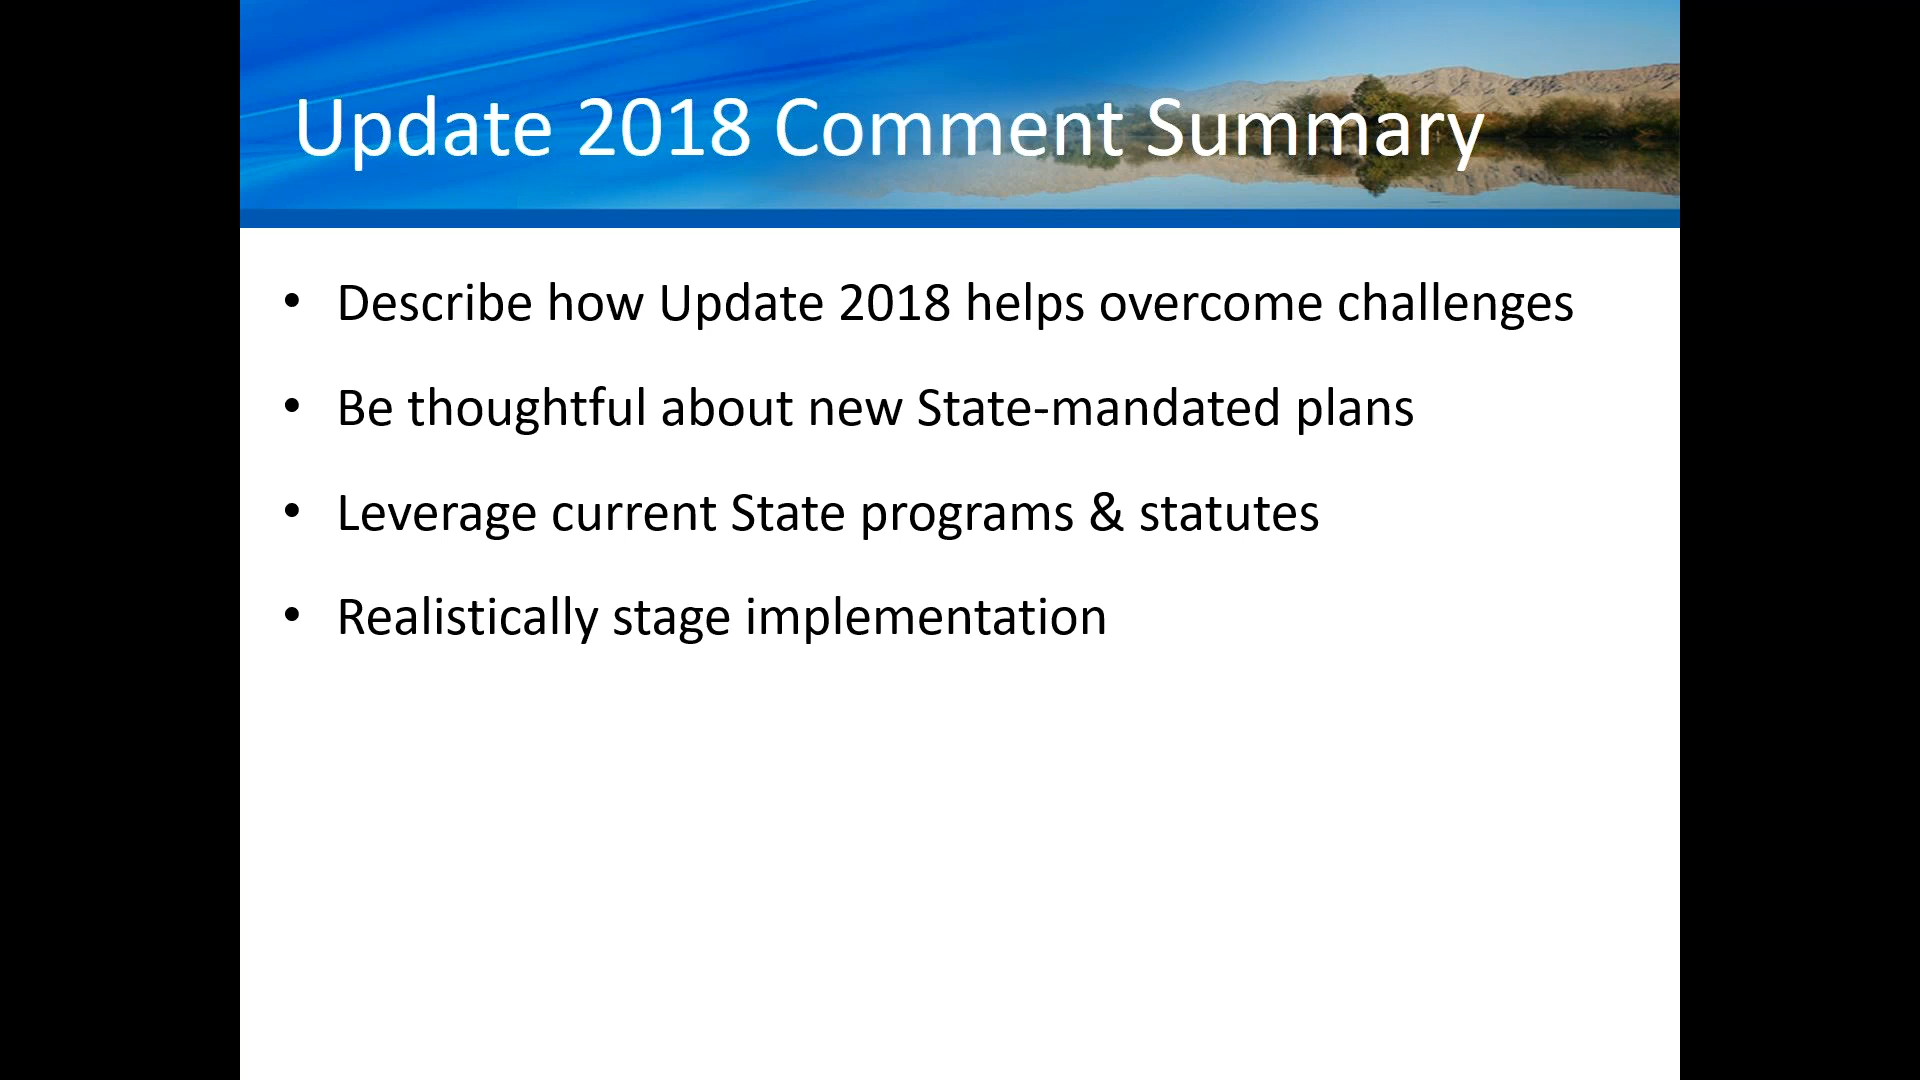 Update 2018 Comment Summary
• Describe how Update 2018 helps overcome challenges
• Be thoughtful about new State-mandated plans
• Leverage current State programs & statutes
• Realistically stage implementation